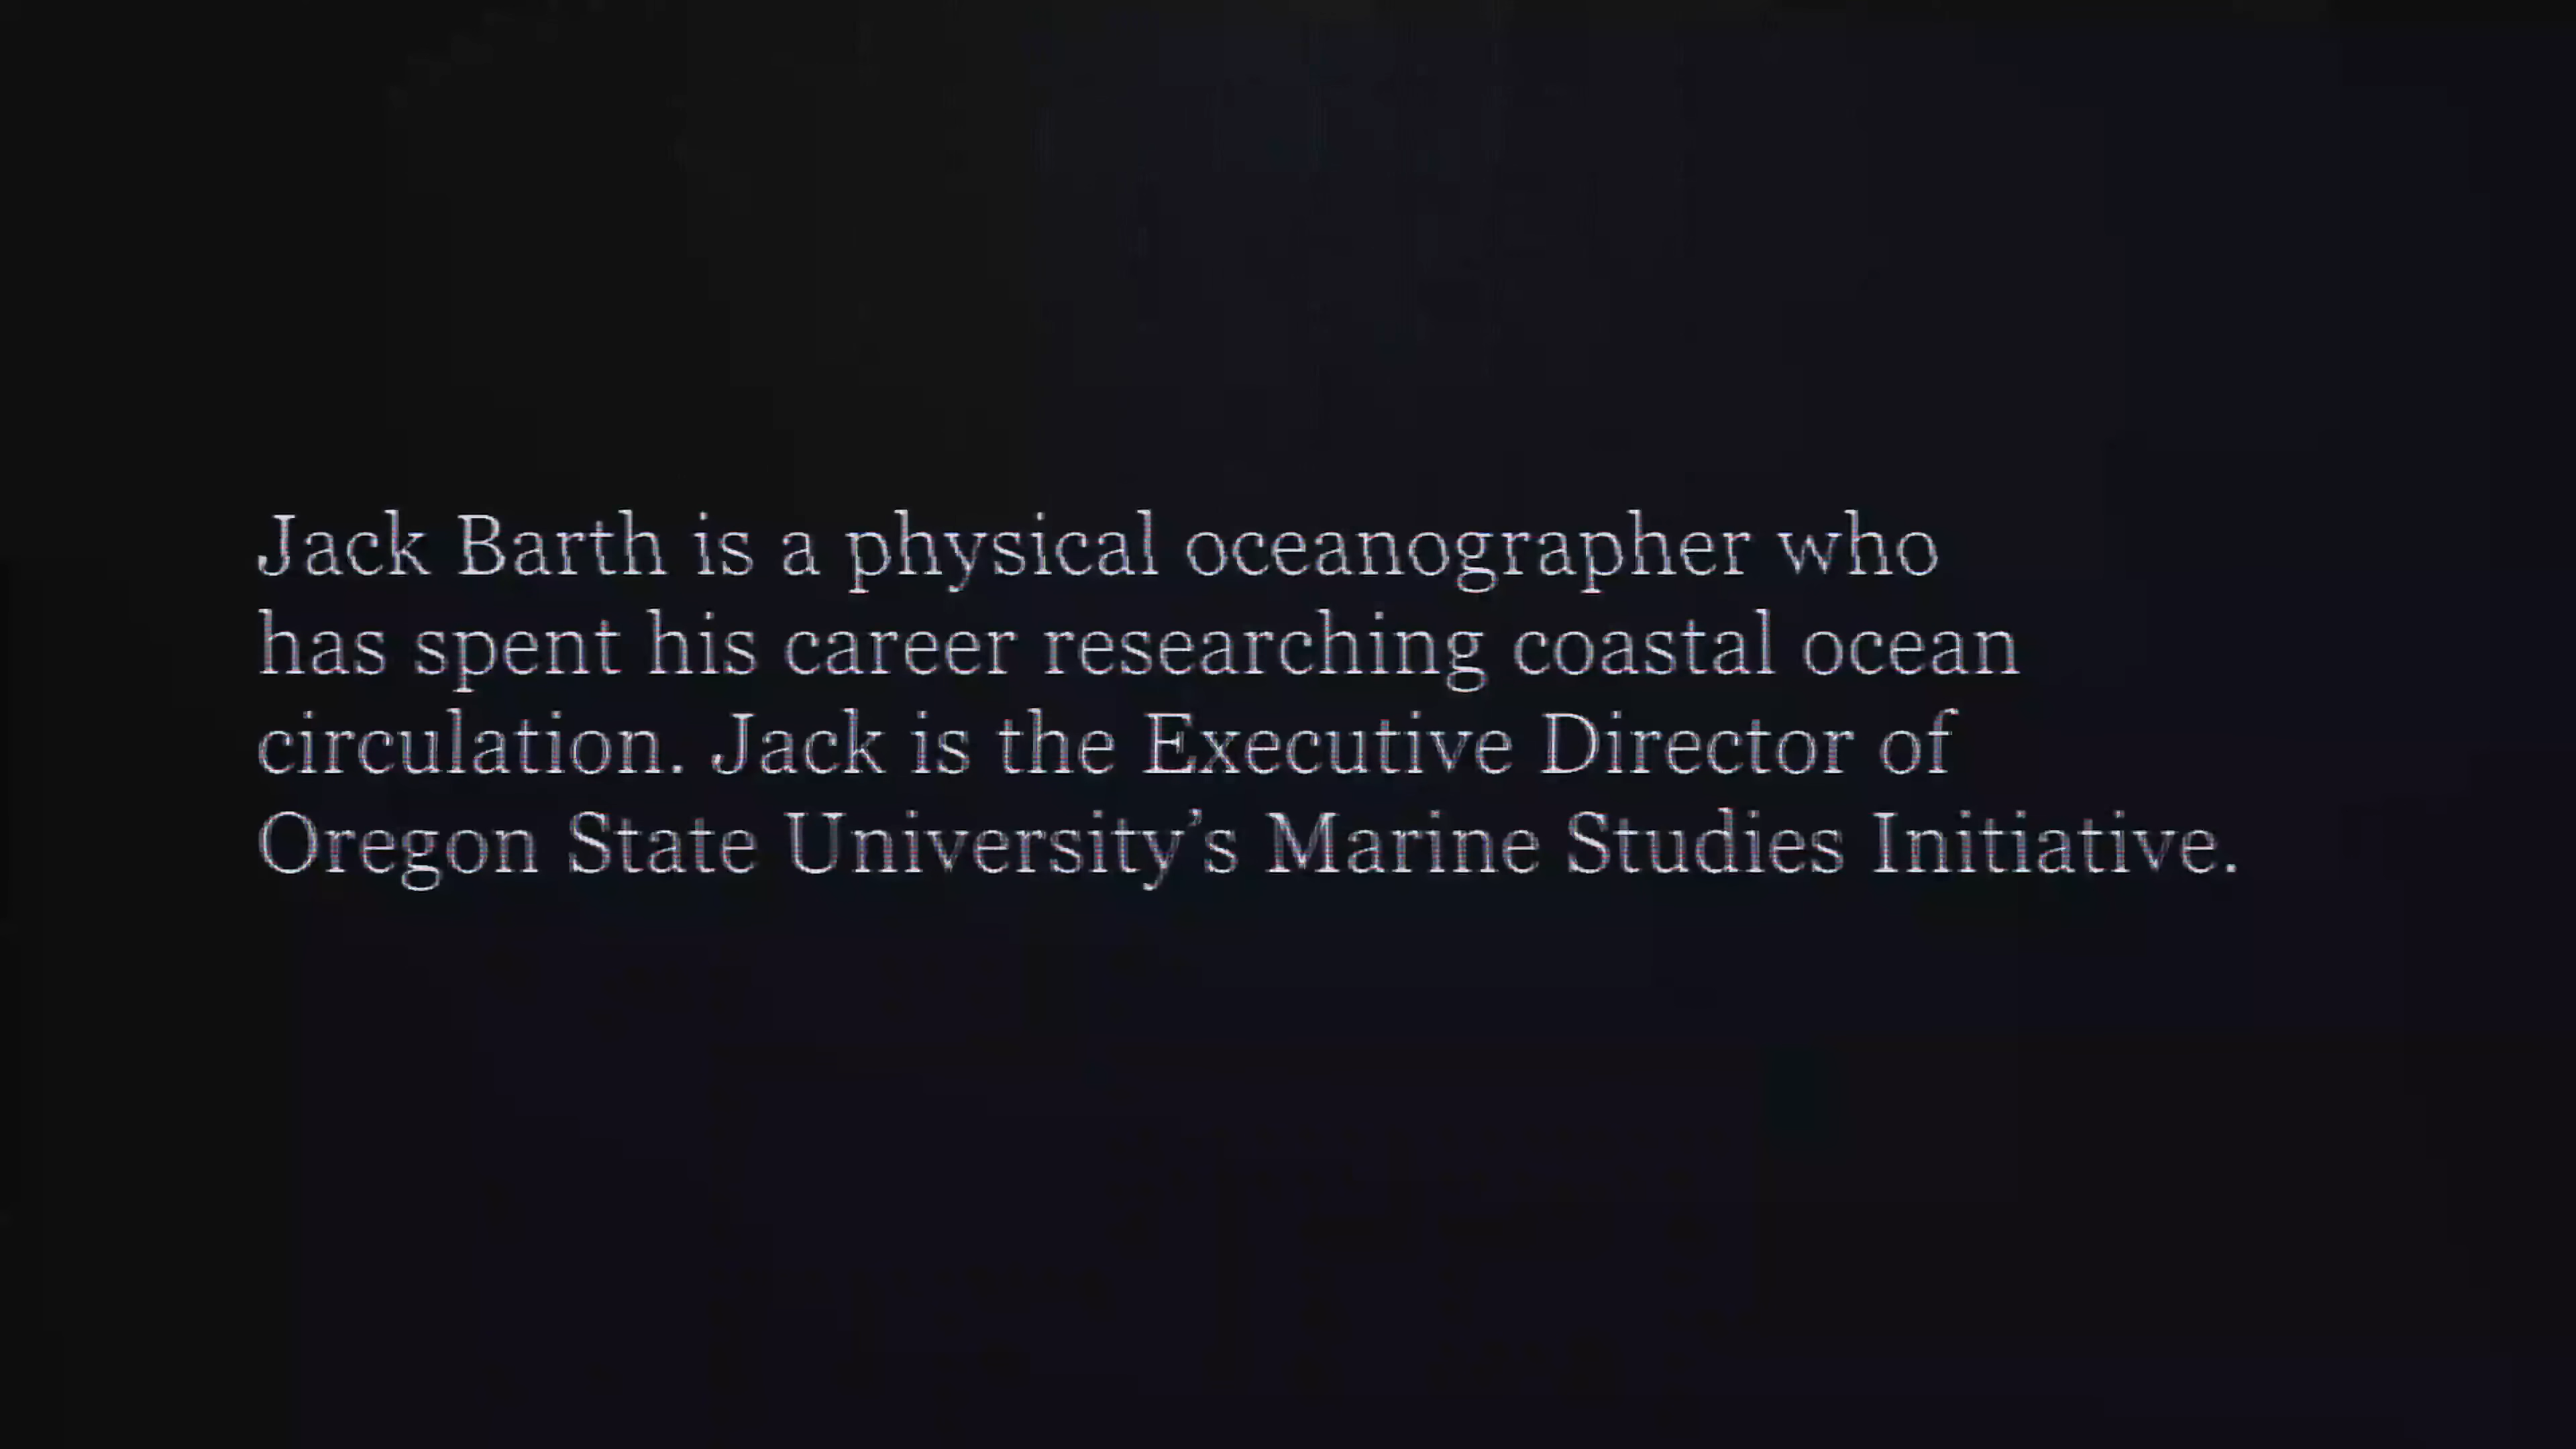 Jack Barth is a physical oceanographer who
has spent his career researching coastal ocean
circulation. Jack is the Executive Director of
Oregon State University’s Marine Studies Initiative.